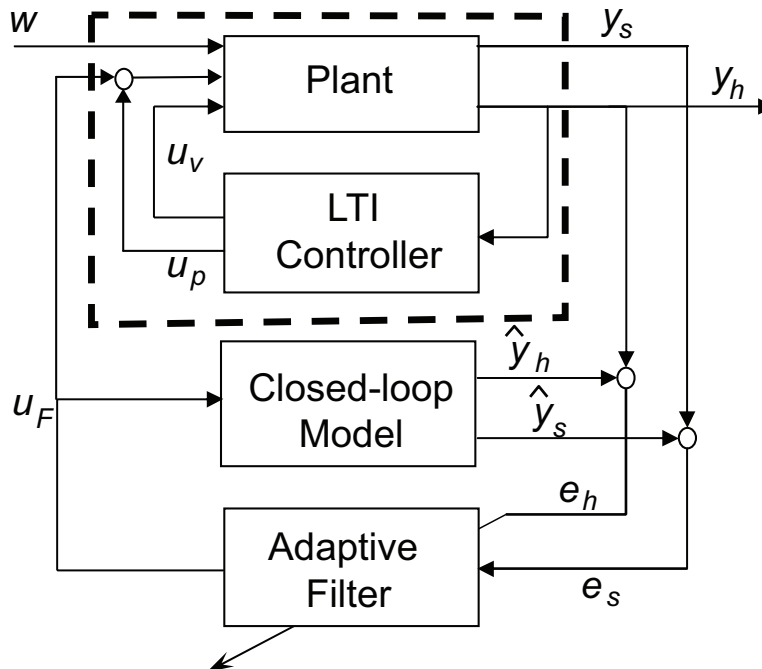 w
y_s
Plant
y_h
u_v
LTI
Controller
u_p
ŷ_h
Closed-loop
Model
u_F
ŷ_s
e_h
Adaptive
Filter
e_s